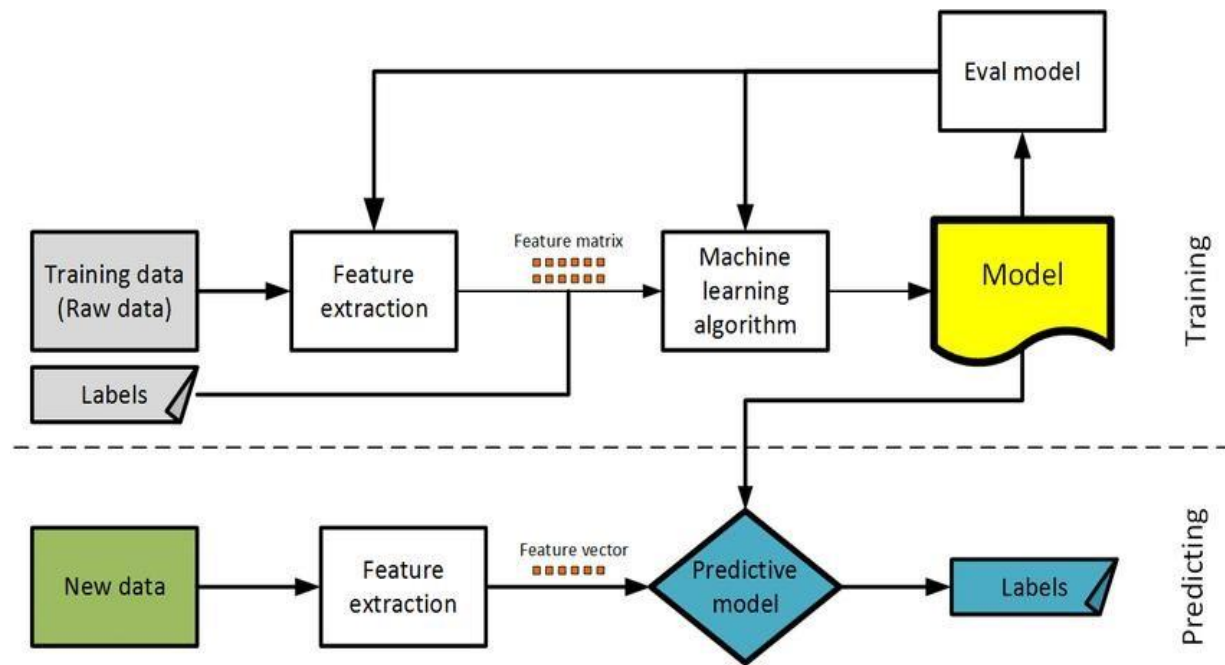 Eval model
Training data
(Raw data)
Feature
extraction
Feature matrix
Machine
learning
algorithm
Model
Training
Labels
New data
Feature
extraction
Feature vector
Predictive
model
Labels
Predicting